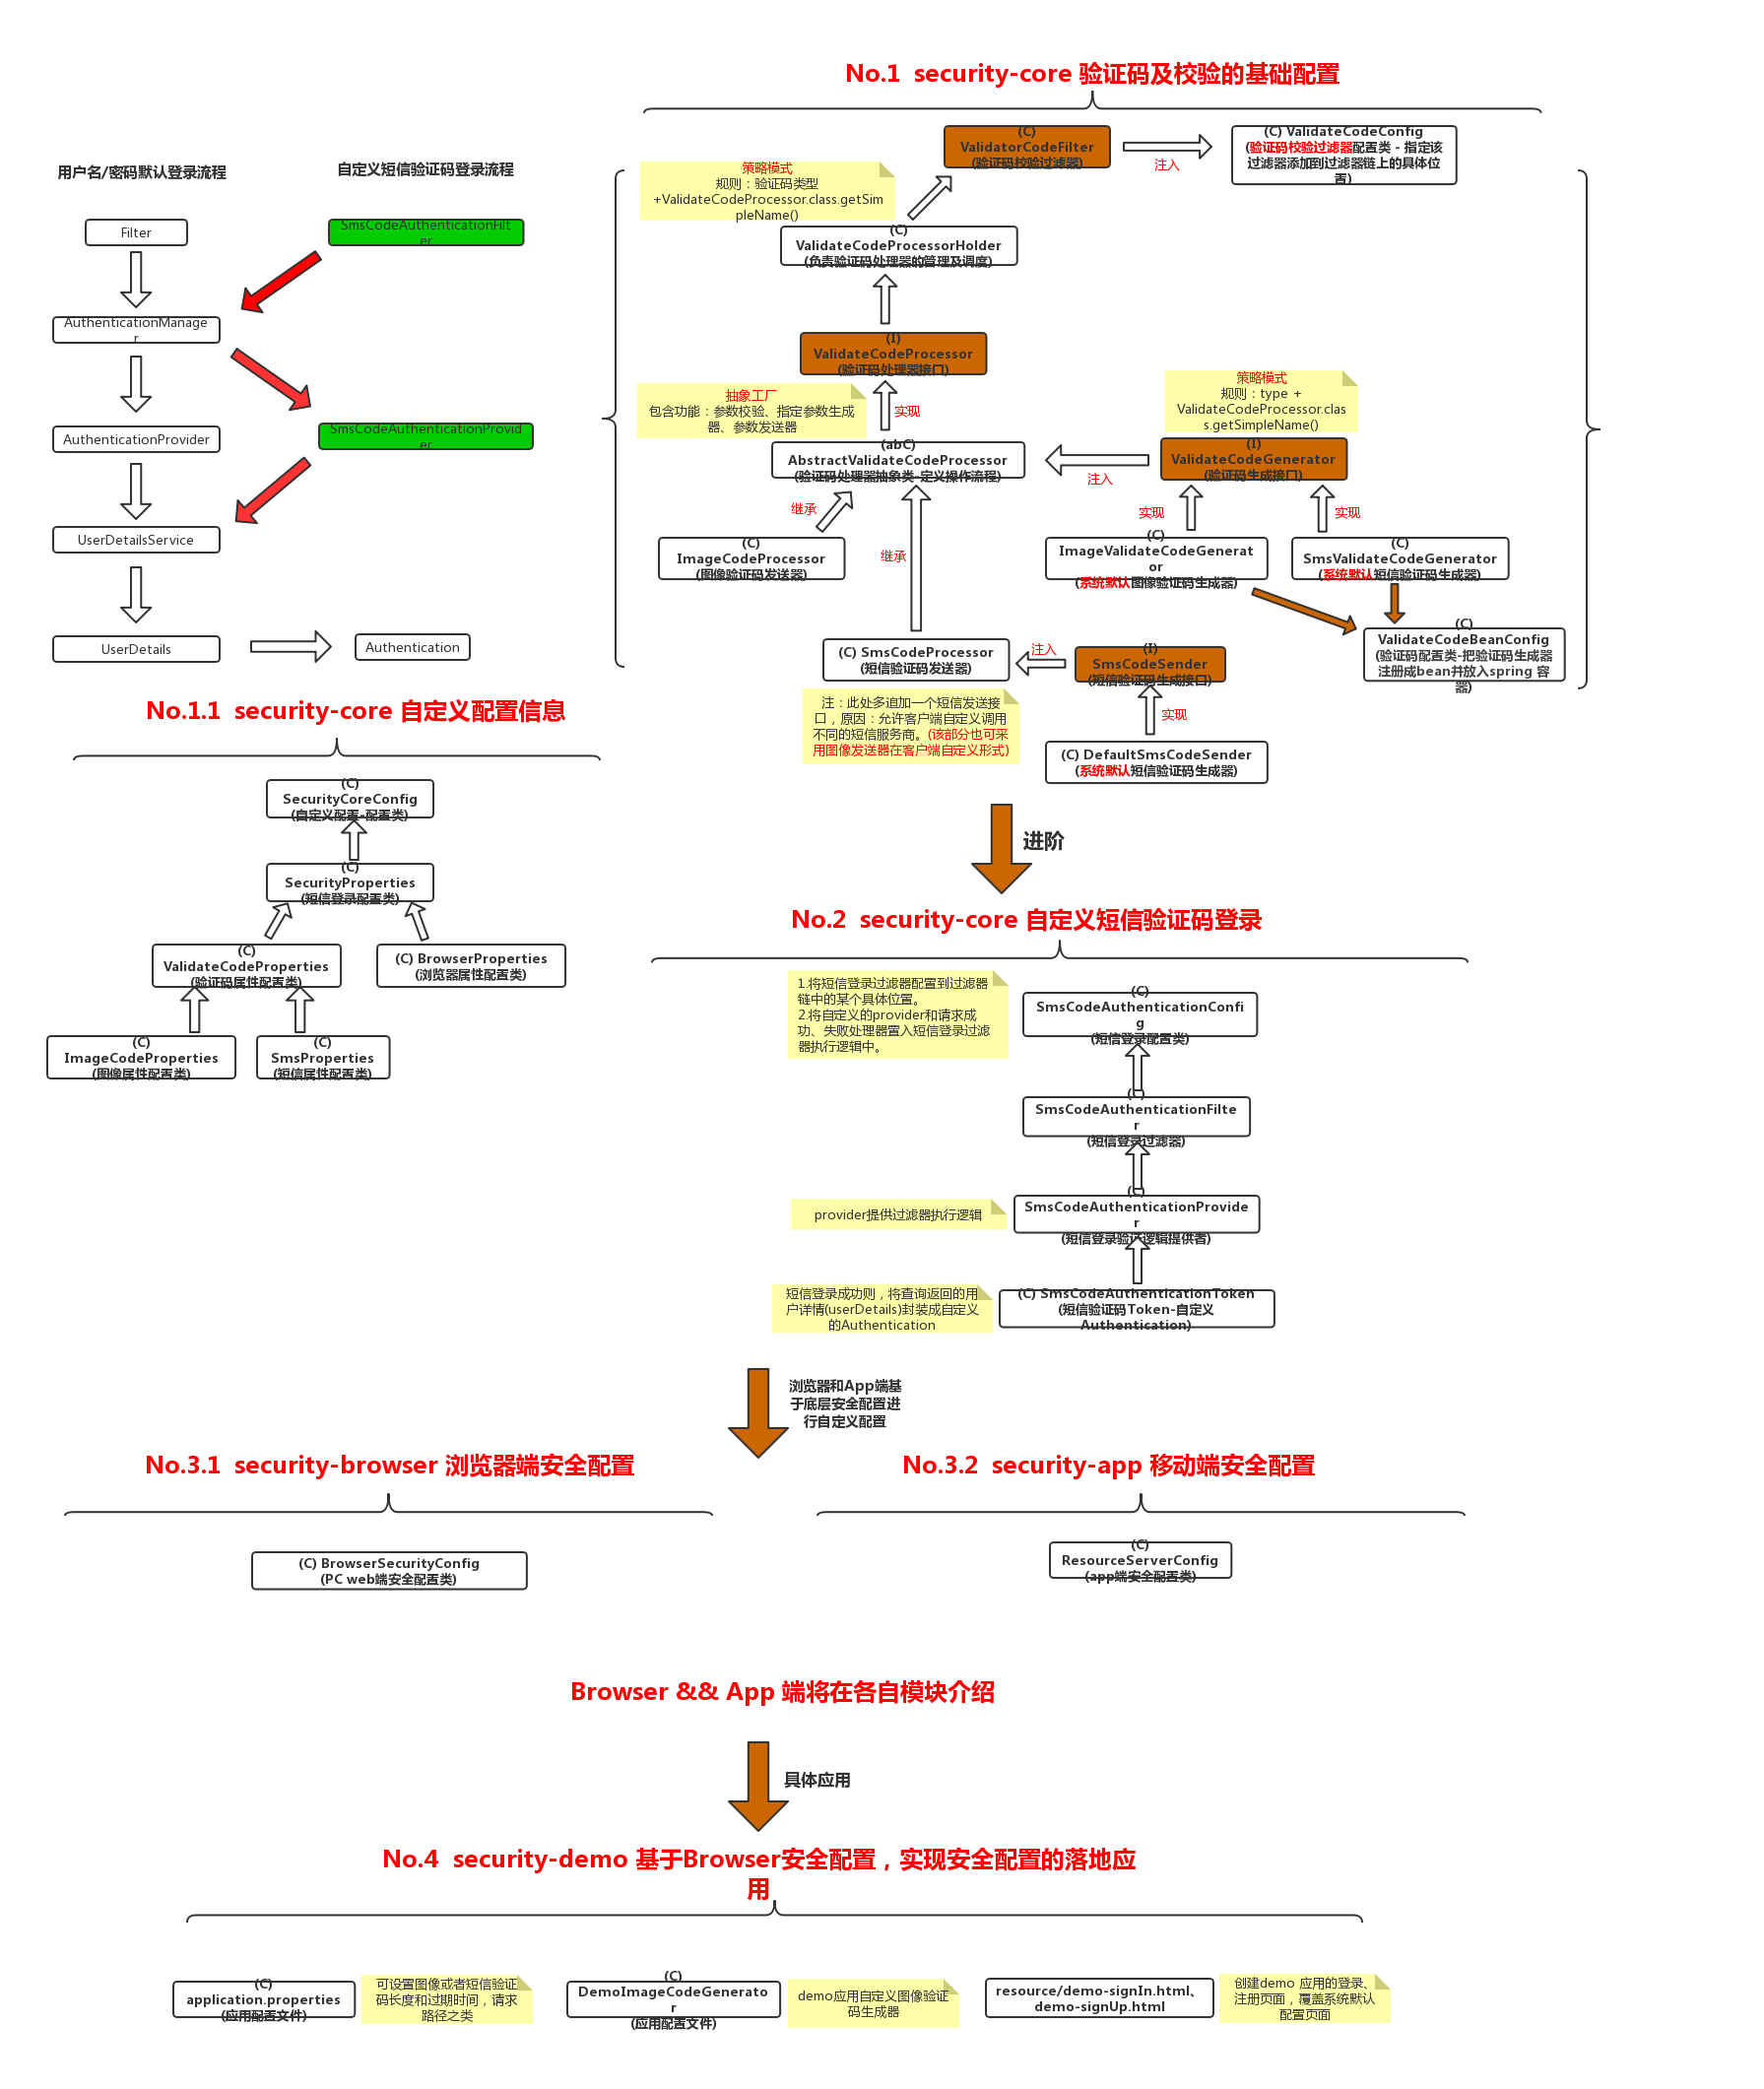 No.1  security-core 验证码及校验的基础配置
用户名/密码默认登录流程
自定义短信验证码登录流程
Filter
SmsCodeAuthenticationFilt
er
AuthenticationManage
r
AuthenticationProvider
SmsCodeAuthenticationProvid
er
UserDetailsService
UserDetails
Authentication
(C)
ValidatorCodeFilter
(验证码校验过滤器)
注入
(C) ValidateCodeConfig
(验证码校验过滤器配置类 - 指定该
过滤器添加到过滤器链上的具体位
置)
策略模式
规则：验证码类型
+ValidateCodeProcessor.class.getSim
pleName()
(C)
ValidateCodeProcessorHolder
(负责验证码处理器的管理及调度)
(I)
ValidateCodeProcessor
(验证码处理器接口)
抽象工厂
包含功能：参数校验、指定参数生成
器、参数发送器
实现
策略模式
规则：type +
ValidateCodeProcessor.clas
s.getSimpleName()
(abC)
AbstractValidateCodeProcessor
(验证码处理器抽象类-定义操作流程)
注入
(I)
ValidateCodeGenerator
(验证码生成接口)
继承
继承
实现
实现
(C)
ImageCodeProcessor
(图像验证码发送器)
(C)
ImageValidateCodeGenerat
or
(系统默认图像验证码生成器)
(C)
SmsValidateCodeGenerator
(系统默认短信验证码生成器)
(C) SmsCodeProcessor
(短信验证码发送器)
注入
(I)
SmsCodeSender
(短信验证码生成接口)
(C)
ValidateCodeBeanConfig
(验证码配置类-把验证码生成器
注册成bean并放入spring 容
器)
注：此处多追加一个短信发送接
口，原因：允许客户端自定义调用
不同的短信服务商。(该部分也可采
用图像发送器在客户端自定义形式)
实现
(C) DefaultSmsCodeSender
(系统默认短信验证码生成器)
No.1.1  security-core 自定义配置信息
(C)
SecurityCoreConfig
(自定义配置-配置类)
(C)
SecurityProperties
(短信登录配置类)
(C)
ValidateCodeProperties
(验证码属性配置类)
(C) BrowserProperties
(浏览器属性配置类)
(C)
ImageCodeProperties
(图像属性配置类)
(C)
SmsProperties
(短信属性配置类)
进阶
No.2  security-core 自定义短信验证码登录
1.将短信登录过滤器配置到过滤器
链中的某个具体位置。
2.将自定义的provider和请求成
功、失败处理器置入短信登录过滤
器执行逻辑中。
(C)
SmsCodeAuthenticationConfi
g
(短信登录配置类)
(C)
SmsCodeAuthenticationFilte
r
(短信登录过滤器)
provider提供过滤器执行逻辑
(C)
SmsCodeAuthenticationProvide
r
(短信登录验证逻辑提供者)
短信登录成功则，将查询返回的用
户详情(userDetails)封装成自定义
的Authentication
(C) SmsCodeAuthenticationToken
(短信验证码Token-自定义
Authentication)
浏览器和App端基
于底层安全配置进
行自定义配置
No.3.1  security-browser 浏览器端安全配置
No.3.2  security-app 移动端安全配置
(C) BrowserSecurityConfig
(PC web端安全配置类)
(C)
ResourceServerConfig
(app端安全配置类)
Browser && App 端将在各自模块介绍
具体应用
No.4  security-demo 基于Browser安全配置，实现安全配置的落地应
用
(C)
application.properties
(应用配置文件)
可设置图像或者短信验证
码长度和过期时间，请求
路径之类
(C)
DemoImageCodeGenerato
r
(应用配置文件)
demo应用自定义图像验证
码生成器
resource/demo-signIn.html、
demo-signUp.html
创建demo 应用的登录、
注册页面，覆盖系统默认
配置页面